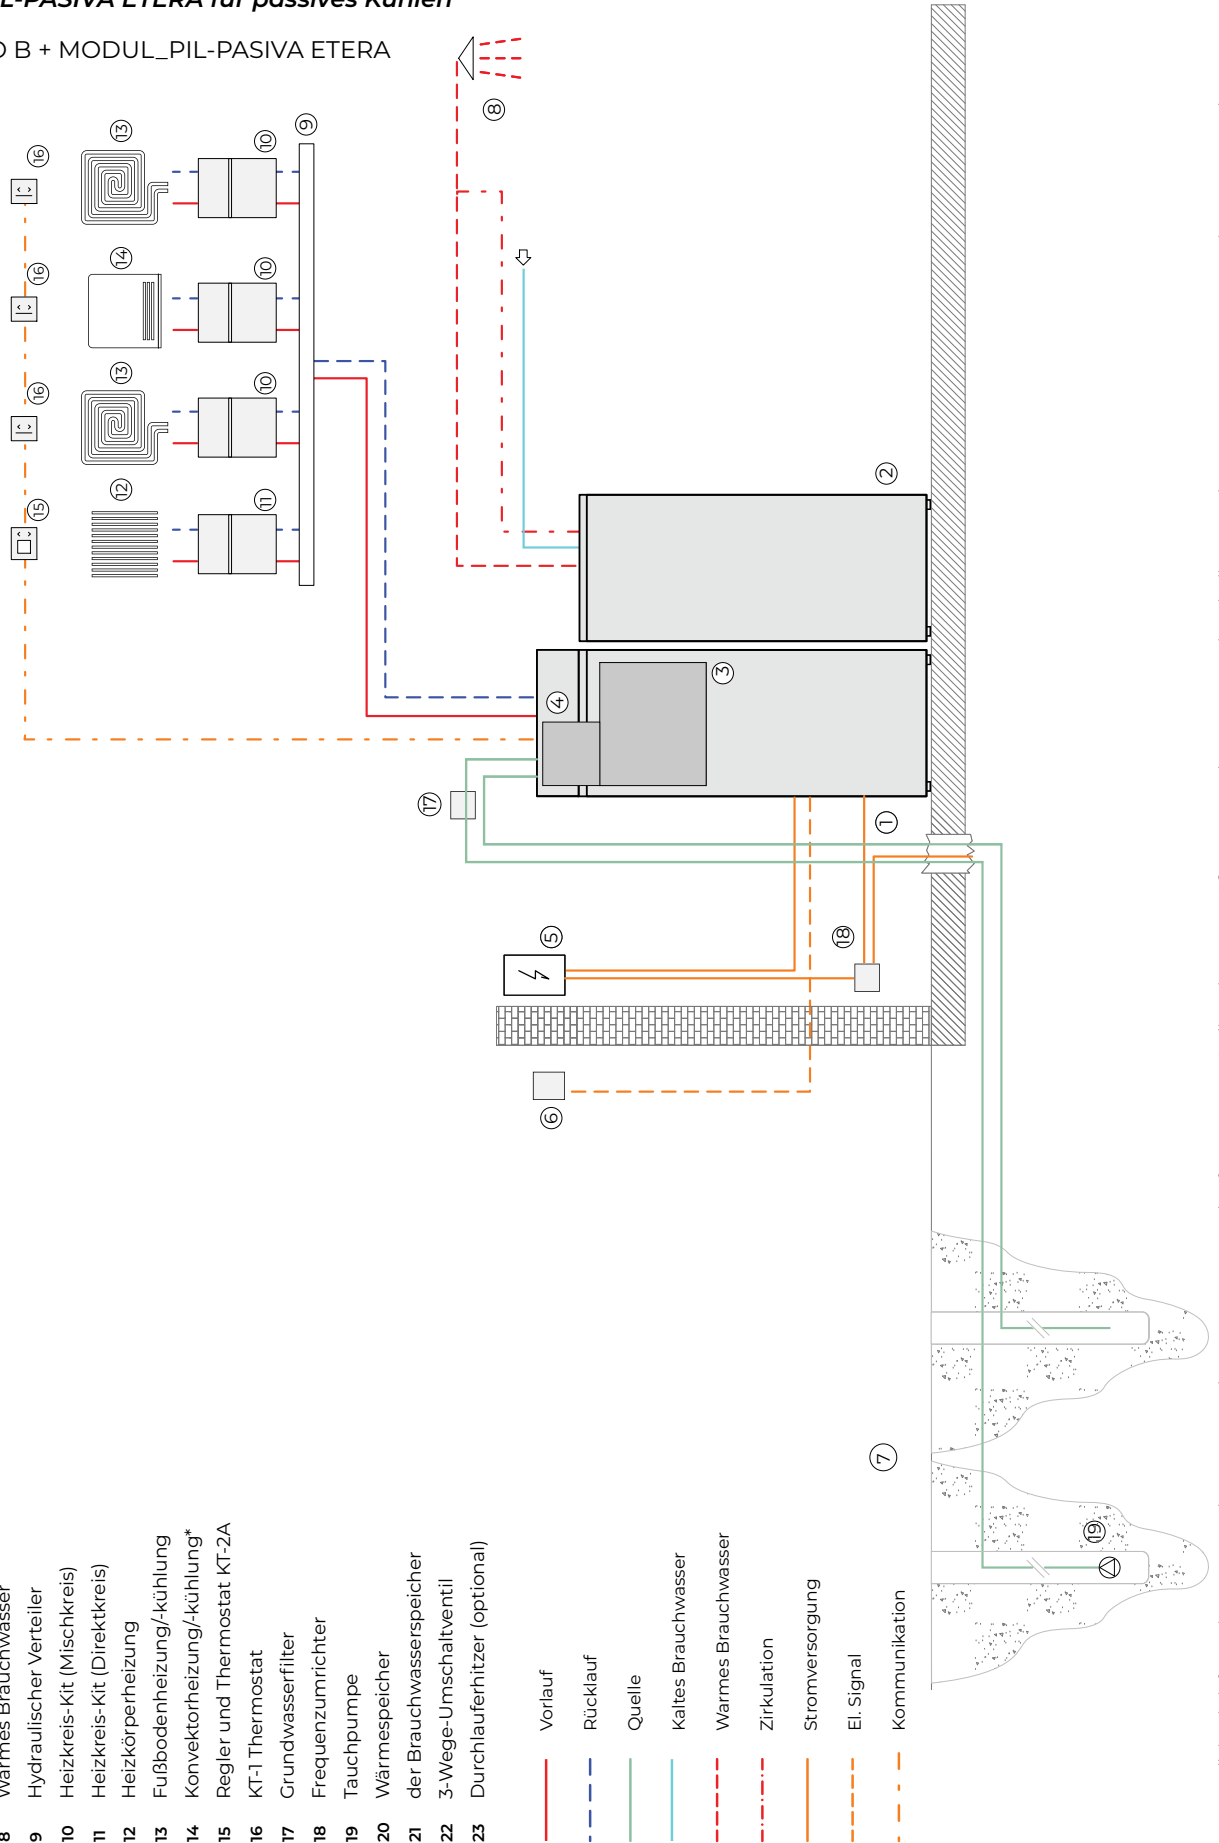 L-PASIVA ETERA für passives Kühlen
B + MODUL_PIL-PASIVA ETERA
8 Warmes Brauchwasser
9 Hydraulischer Verteiler
10 Heizkreis-Kit (Mischkreis)
11 Heizkreis-Kit (Direktkreis)
12 Heizkörperheizung
13 Fußbodenheizung/-kühlung
14 Konvektorheizung/-kühlung*
15 Regler und Thermostat KT-2A
16 KT-1 Thermostat
17 Grundwasserfilter
18 Frequenzumrichter
19 Tauchpumpe
20 Wärmespeicher
21 der Brauchwasserspeicher
22 3-Wege-Umschaltventil
23 Durchlauferhitzer (optional)
Vorlauf
Rücklauf
Quelle
Kaltes Brauchwasser
Warmes Brauchwasser
Zirkulation
Stromversorgung
El. Signal
Kommunikation
15
16
16
16
12
13
14
13
11
10
10
10
9
8
17
4
3
2
1
5
18
6
7
19